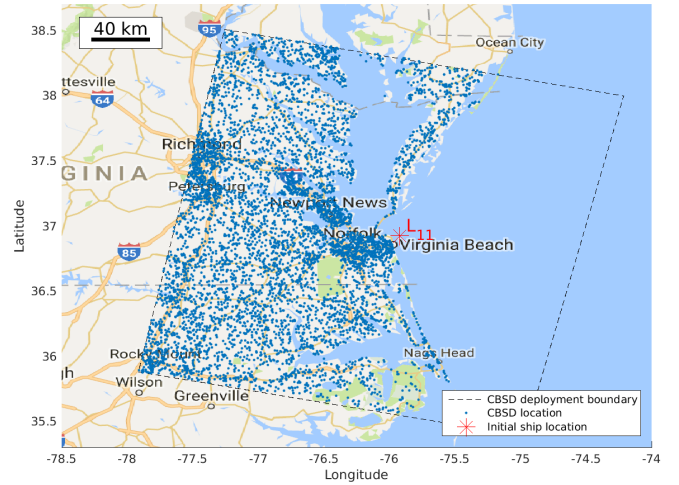 38.5
38
37.5
37
36.5
36
35.5
Latitude
40 km
95
Ocean City
ttesville
64
Richmond
GINIA
Petersburg
Newport News
L11
Norfolk
Virginia Beach
85
Rocky Mount
Nags Head
gh
Wilson
Greenville
CBSD deployment boundary
CBSD location
Initial ship location
-78.5
-78
-77.5
-77
-76.5
-76
-75.5
-75
-74.5
-74
Longitude